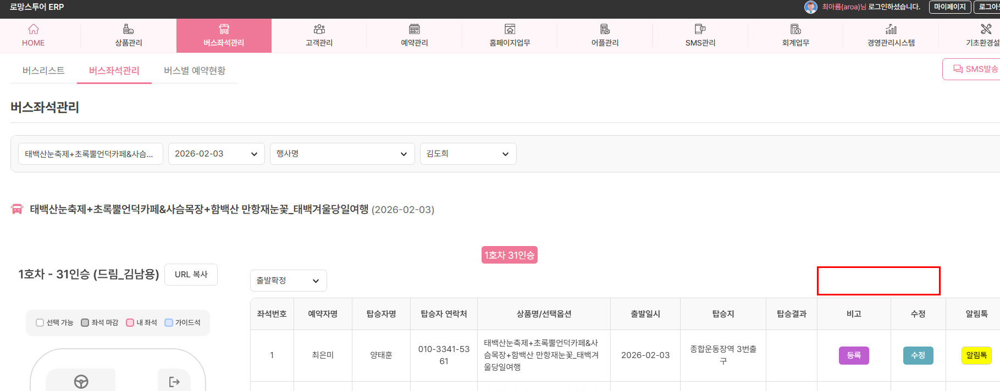 로망스투어 ERP
최아름(aroa)님 로그인하셨습니다. 마이페이지
HOME 상품관리 버스좌석관리 고객관리 예약관리 홈페이지업무 어플관리 SMS관리 회계업무 경영관리시스템 기초환경설
버스리스트 버스좌석관리 버스별 예약현황
SMS발송
버스좌석관리
태백산눈축제+초록뿔언덕카페&사슴... 2026-02-03 행사명 김도희
태백산눈축제+초록뿔언덕카페&사슴목장+함백산 만항재눈꽃_태백겨울당일여행 (2026-02-03)
1호차 31인승
1호차 - 31인승 (드림_김남용) URL 복사
출발확정
선택 가능 좌석 마감 내 좌석 가이드석
좌석번호 예약자명 탑승자명 탑승자 연락처 상품명/선택옵션 출발일시 탑승지 탑승결과 비고 수정 알림톡
1 최은미 양태훈
010-3341-53
61
태백산눈축제+초록뿔언덕카페&사
슴목장+함백산 만항재눈꽃_태백겨
울당일여행
2026-02-03
종합운동장역 3번출
구
등록 수정 알림톡